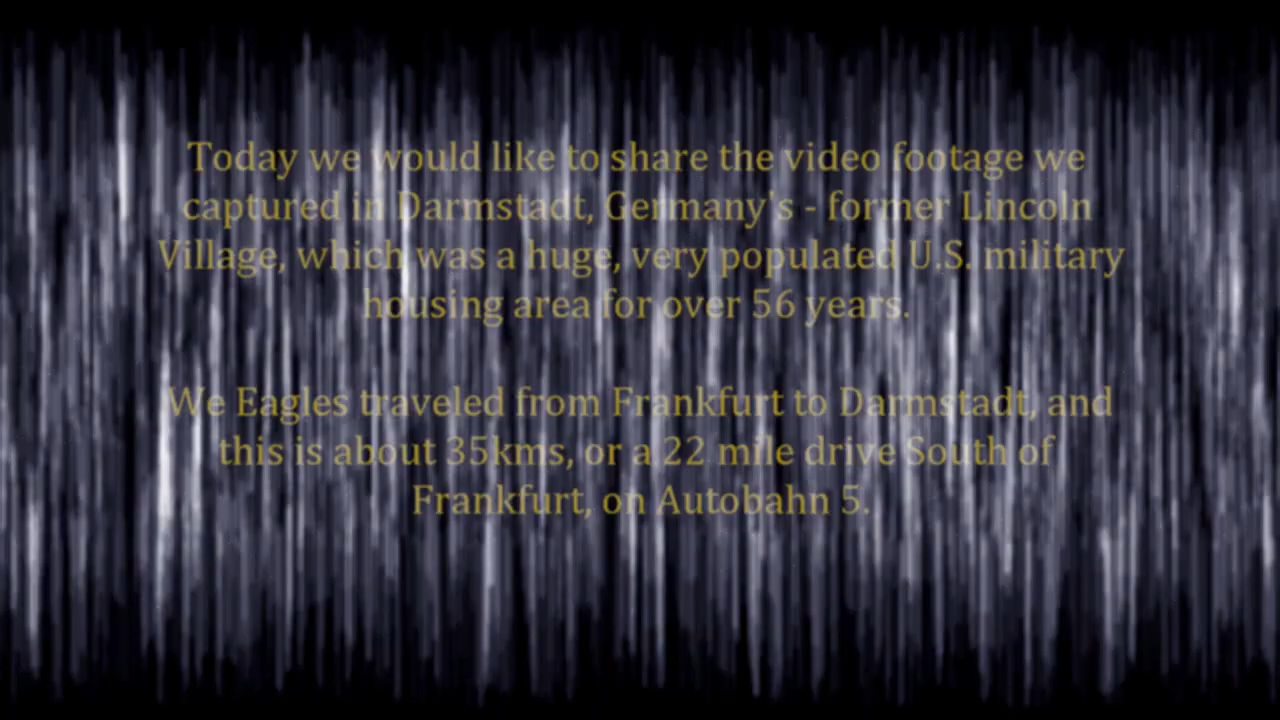 Today we would like to share the video footage we
captured in Darmstadt, Germany's - former Lincoln
Village, which was a huge, very populated U.S. military
housing area for over 56 years.
We Eagles traveled from Frankfurt to Darmstadt, and
this is about 35kms, or a 22 mile drive South of
Frankfurt, on Autobahn 5.